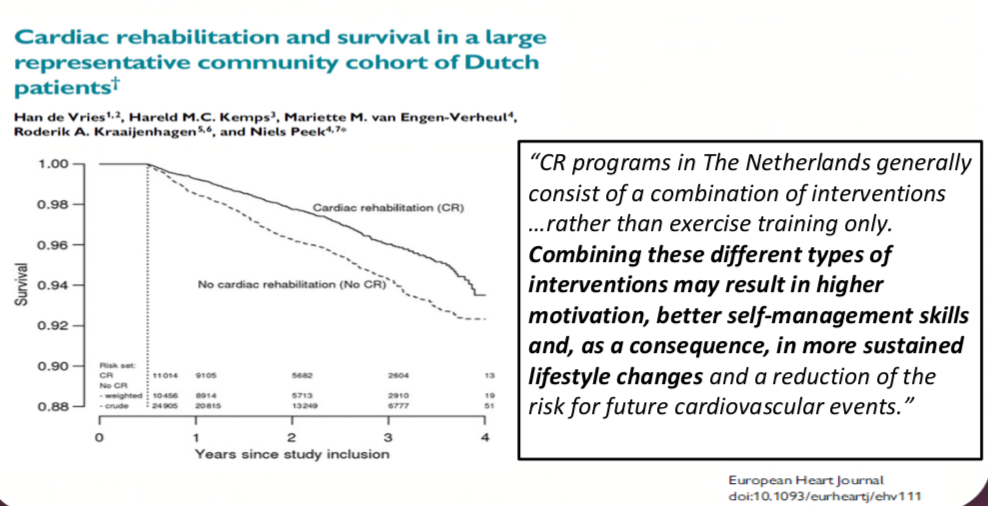 Cardiac rehabilitation and survival in a large
representative community cohort of Dutch
patients†
Han de Vries1,2, Hareld M.C. Kemps3, Mariette M. van Engen-Verheul4,
Roderik A. Kraaijenhagen5,6, and Niels Peek4,7*
1.00
0.98
0.96
0.94
0.92
0.90
0.88
Survival
Cardiac rehabilitation (CR)
No cardiac rehabilitation (No CR)
Risk set:
CR 11014 9105 5682 2604 13
No CR
- weighted 10456 8914 5713 2910 19
- crude 24905 20815 13249 6777 51
0 1 2 3 4
Years since study inclusion
“CR programs in The Netherlands generally
consist of a combination of interventions
...rather than exercise training only.
Combining these different types of
interventions may result in higher
motivation, better self-management skills
and, as a consequence, in more sustained
lifestyle changes and a reduction of the
risk for future cardiovascular events.”
European Heart Journal
doi:10.1093/eurheartj/ehv111